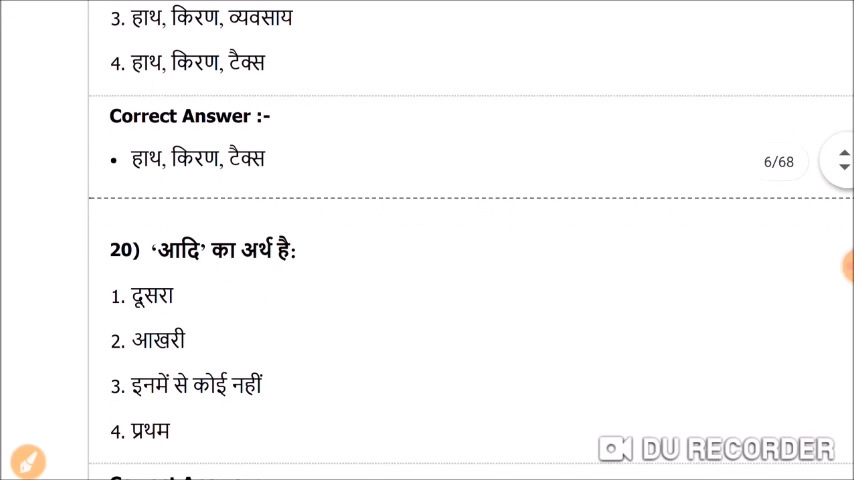 3. हाथ, किरण, व्यवसाय
4. हाथ, किरण, टैक्स
Correct Answer :-
• हाथ, किरण, टैक्स
6/68
20) ‘आदि’ का अर्थ है:
1. दूसरा
2. आखरी
3. इनमें से कोई नहीं
4. प्रथम
DU RECORDER